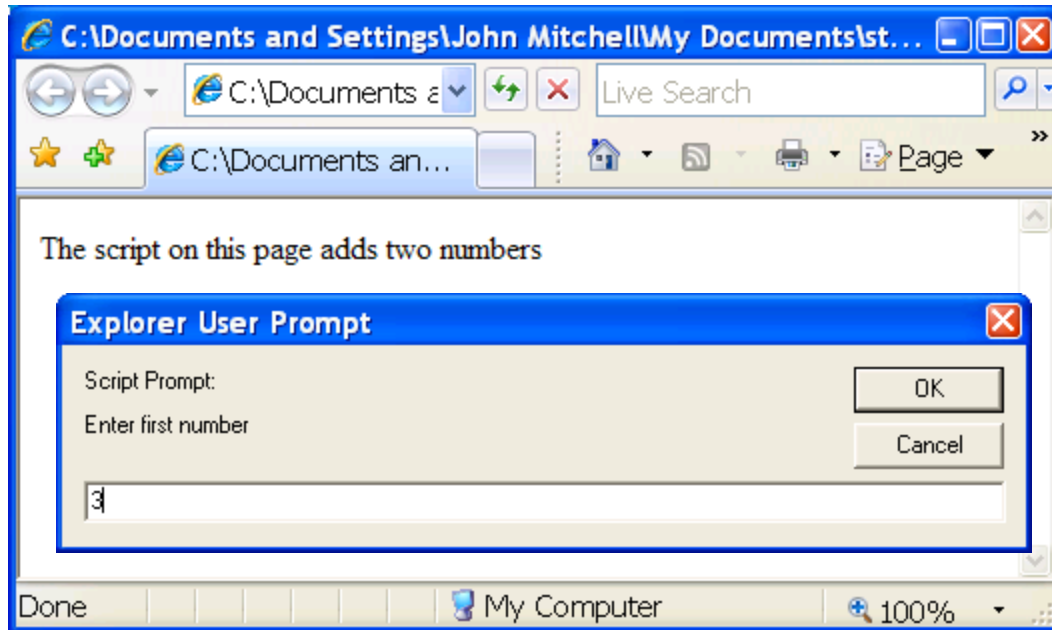 C:\Documents and Settings\John Mitchell\My Documents\st...
C:\Documents a
Live Search
C:\Documents an...
Page
»
The script on this page adds two numbers
Explorer User Prompt
Script Prompt:
OK
Enter first number
Cancel
3
Done
My Computer
100%